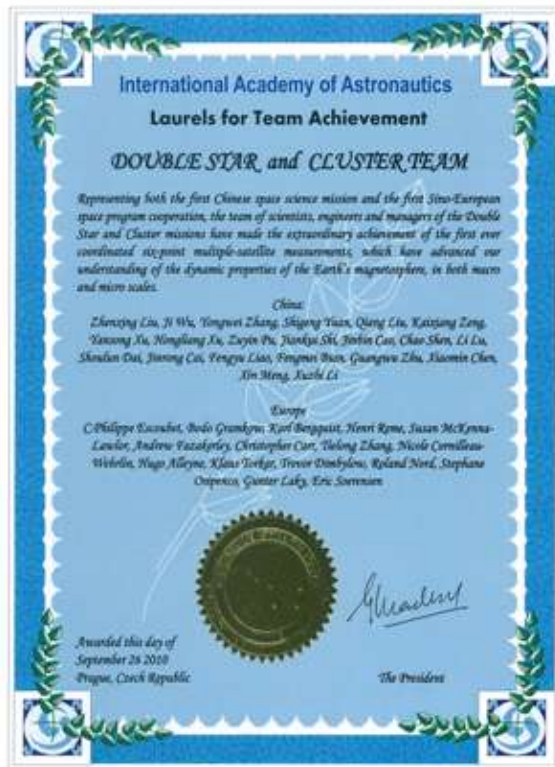 International Academy of Astronautics
Laurels for Team Achievement
DOUBLE STAR and CLUSTER TEAM
Representing both the first Chinese space science mission and the first Sino-European
space program cooperation, the team of scientists, engineers and managers of the Double
Star and Cluster missions have made the extraordinary achievement of the first ever
coordinated six-point multiple-satellite measurements, which have advanced our
understanding of the dynamic properties of the Earth's magnetosphere, in both macro
and micro scales.
China:
Zhenxing Liu, Ji Wu, Yongwei Zhang, Shigeng Yuan, Qiang Liu, Kaixiang Zeng,
Yansong Xu, Hongliang Xu, Zuyin Pu, Jiankui Shi, Jinbin Cao, Chao Shen, Li Lu,
Shoulun Dai, Jinrong Cai, Fengyu Liao, Fengmei Bian, Guangwu Zhu, Xiaomin Chen,
Xin Meng, Xuzhi Li
Europe
C.Philippe Escoubet, Bodo Gramkow, Karl Bergquist, Henri Reme, Susan McKenna-
Lawlor, Andrew Fazakerley, Christopher Carr, Tielong Zhang, Nicole Cornilleau-
Wehrlin, Hugo Alleyne, Klaus Torkar, Trevor Dimbylow, Roland Nord, Stephane
Gunter Laky, Eric Soerensen
Awarded this day of
September 26 2010
Prague, Czech Republic
The President